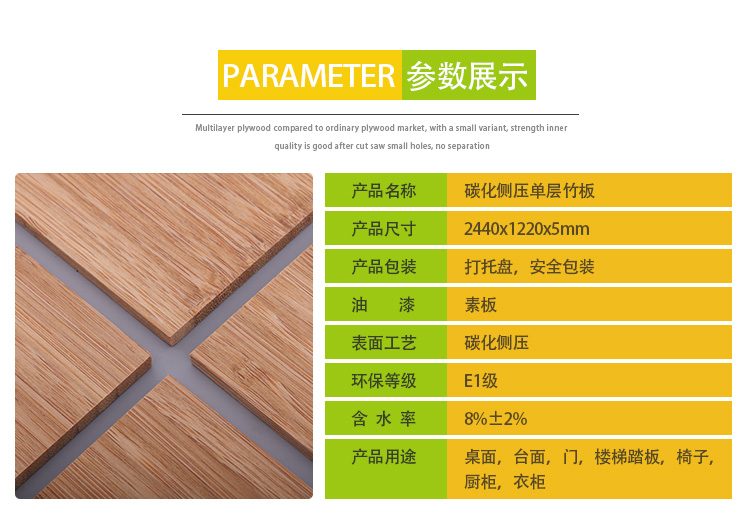 PARAMETER 参数展示
Multilayer plywood compared to ordinary plywood market, with a small variant, strength inner
quality is good after cut saw small holes, no separation
产品名称 碳化侧压单层竹板
产品尺寸 2440x1220x5mm
产品包装 打托盘，安全包装
油 漆 素板
表面工艺 碳化侧压
环保等级 E1级
含 水 率 8%±2%
产品用途 桌面，台面，门，楼梯踏板，椅子，
厨柜，衣柜